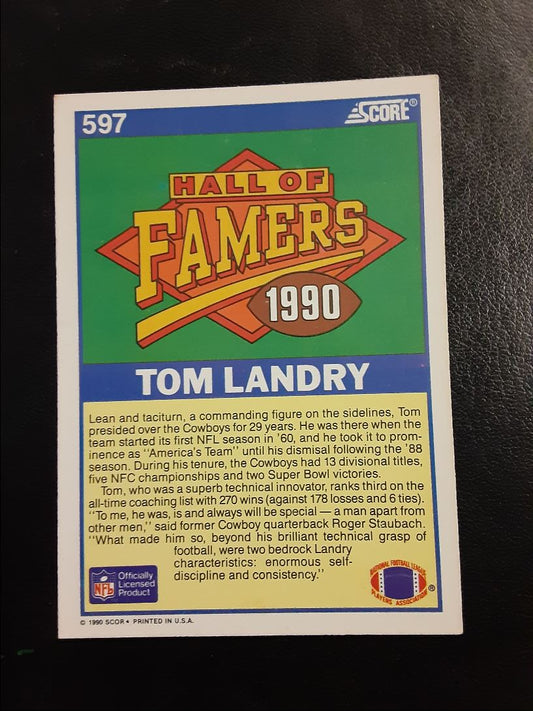 597
SCORE®
HALL OF
FAMERS
1990
TOM LANDRY
Lean and taciturn, a commanding figure on the sidelines, Tom
presided over the Cowboys for 29 years. He was there when the
team started its first NFL season in '60, and he took it to prom-
inence as "America's Team" until his dismisal following the '88
season. During his tenure, the Cowboys had 13 divisional titles,
five NFC championships and two Super Bowl victories.
Tom, who was a superb technical innovator, ranks third on the
all-time coaching list with 270 wins (against 178 losses and 6 ties).
"To me, he was, is and always will be special — a man apart from
other men," said former Cowboy quarterback Roger Staubach.
"What made him so, beyond his brilliant technical grasp of
football, were two bedrock Landry
characteristics: enormous self-
discipline and consistency."
NFL
Officially
Licensed
Product
NATIONAL FOOTBALL LEAGUE
PLAYERS ASSOCIATION ®
© 1990 SCOR • PRINTED IN U.S.A.